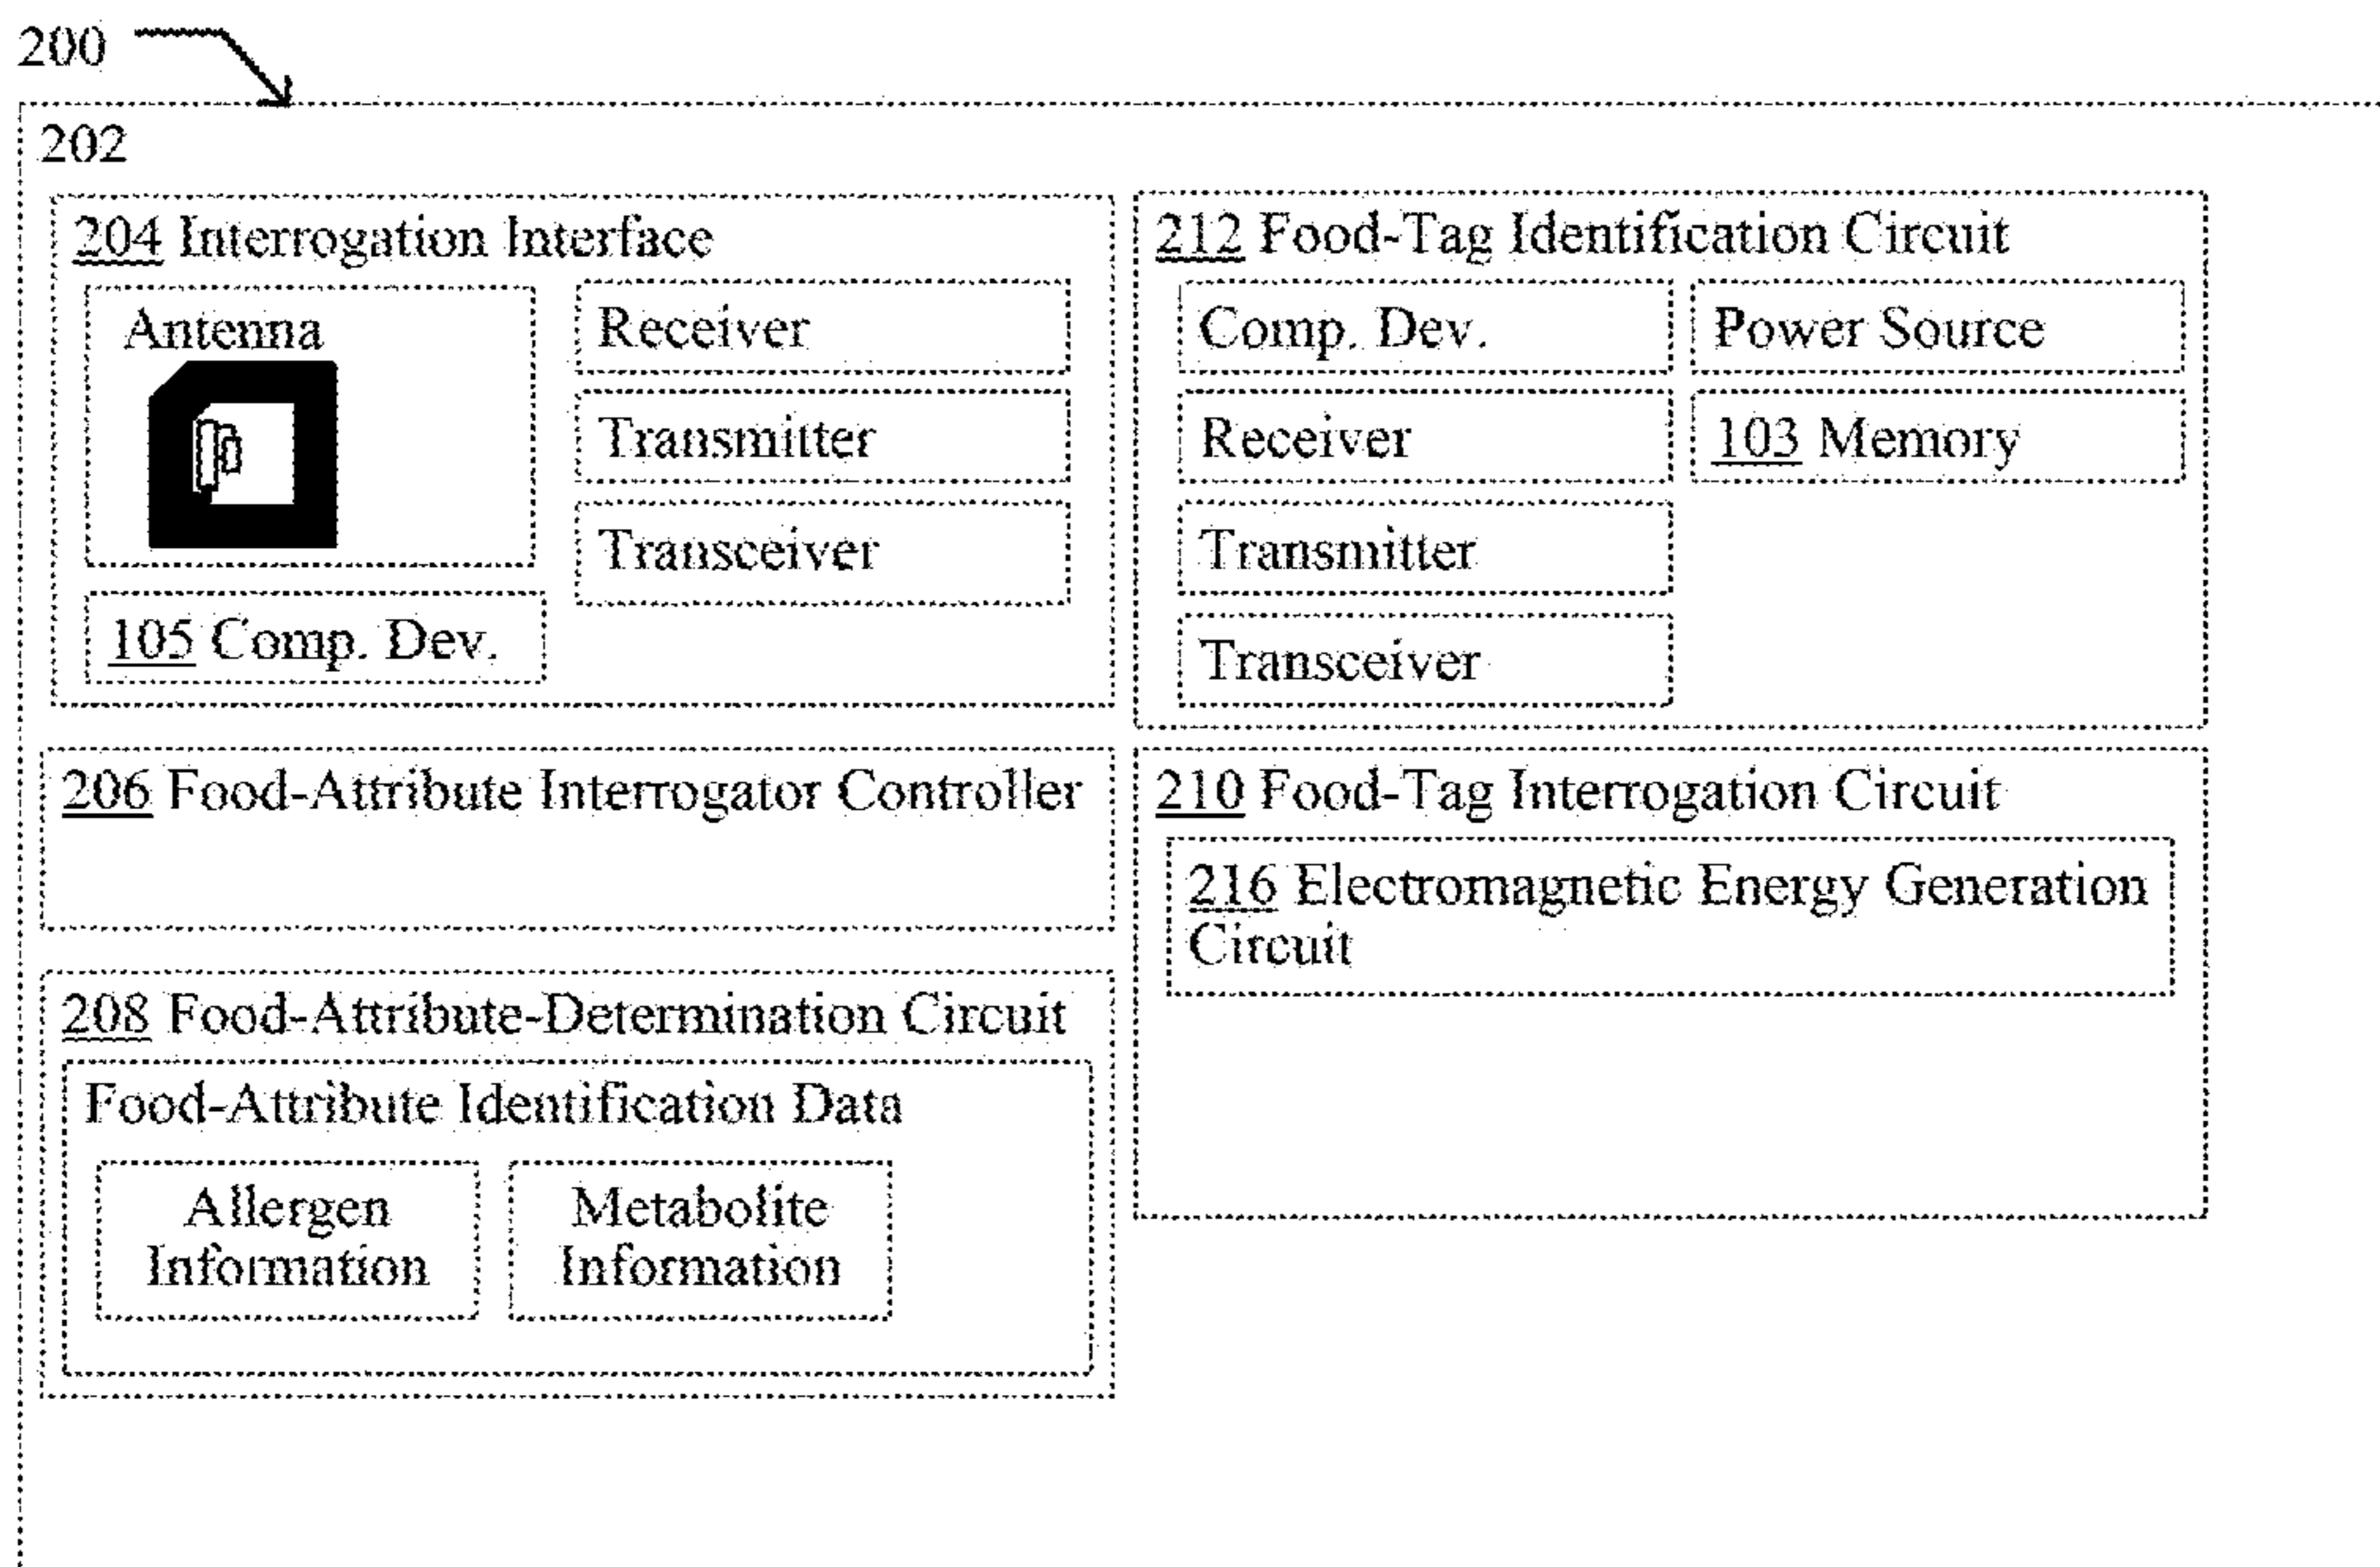 200
202
204 Interrogation Interface
Antenna
Receiver
Transmitter
Transceiver
105 Comp. Dev.
212 Food-Tag Identification Circuit
Comp. Dev.
Power Source
Receiver
103 Memory
Transmitter
Transceiver
206 Food-Attribute Interrogator Controller
210 Food-Tag Interrogation Circuit
216 Electromagnetic Energy Generation
Circuit
208 Food-Attribute-Determination Circuit
Food-Attribute Identification Data
Allergen
Information
Metabolite
Information